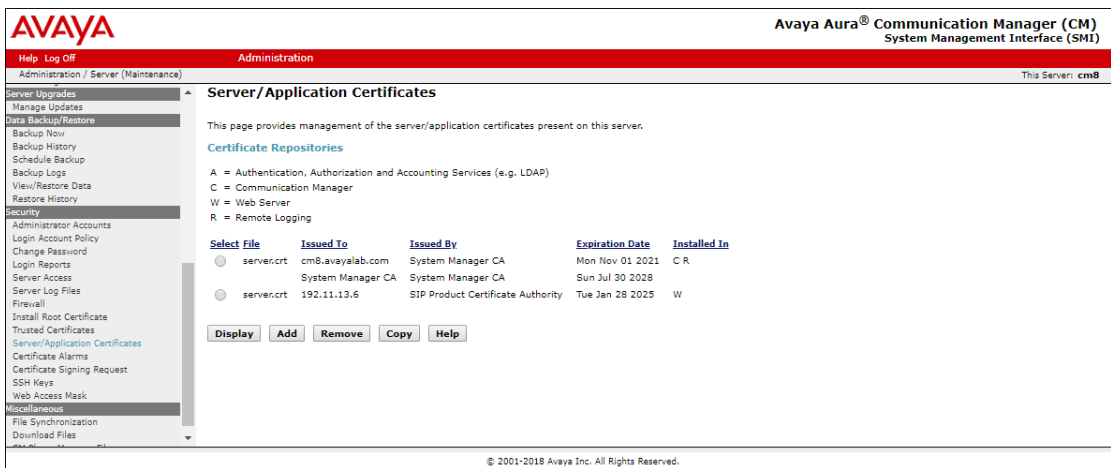 AVAYA
Avaya Aura® Communication Manager (CM)
System Management Interface (SMI)
Help Log Off
Administration
Administration / Server (Maintenance)
This Server: cm8
Server Upgrades
Manage Updates
Data Backup/Restore
Backup Now
Backup History
Schedule Backup
Backup Logs
View/Restore Data
Restore History
Security
Administrator Accounts
Login Account Policy
Change Password
Login Reports
Server Access
Server Log Files
Firewall
Install Root Certificate
Trusted Certificates
Server/Application Certificates
Certificate Alarms
Certificate Signing Request
SSH Keys
Web Access Mask
Miscellaneous
File Synchronization
Download Files
Server/Application Certificates
This page provides management of the server/application certificates present on this server.
Certificate Repositories
A = Authentication, Authorization and Accounting Services (e.g. LDAP)
C = Communication Manager
W = Web Server
R = Remote Logging
Select File Issued To Issued By Expiration Date Installed In
server.crt cm8.avayalab.com System Manager CA Mon Nov 01 2021 C R
System Manager CA System Manager CA Sun Jul 30 2028
server.crt 192.11.13.6 SIP Product Certificate Authority Tue Jan 28 2025 W
Display Add Remove Copy Help
© 2001-2018 Avaya Inc. All Rights Reserved.